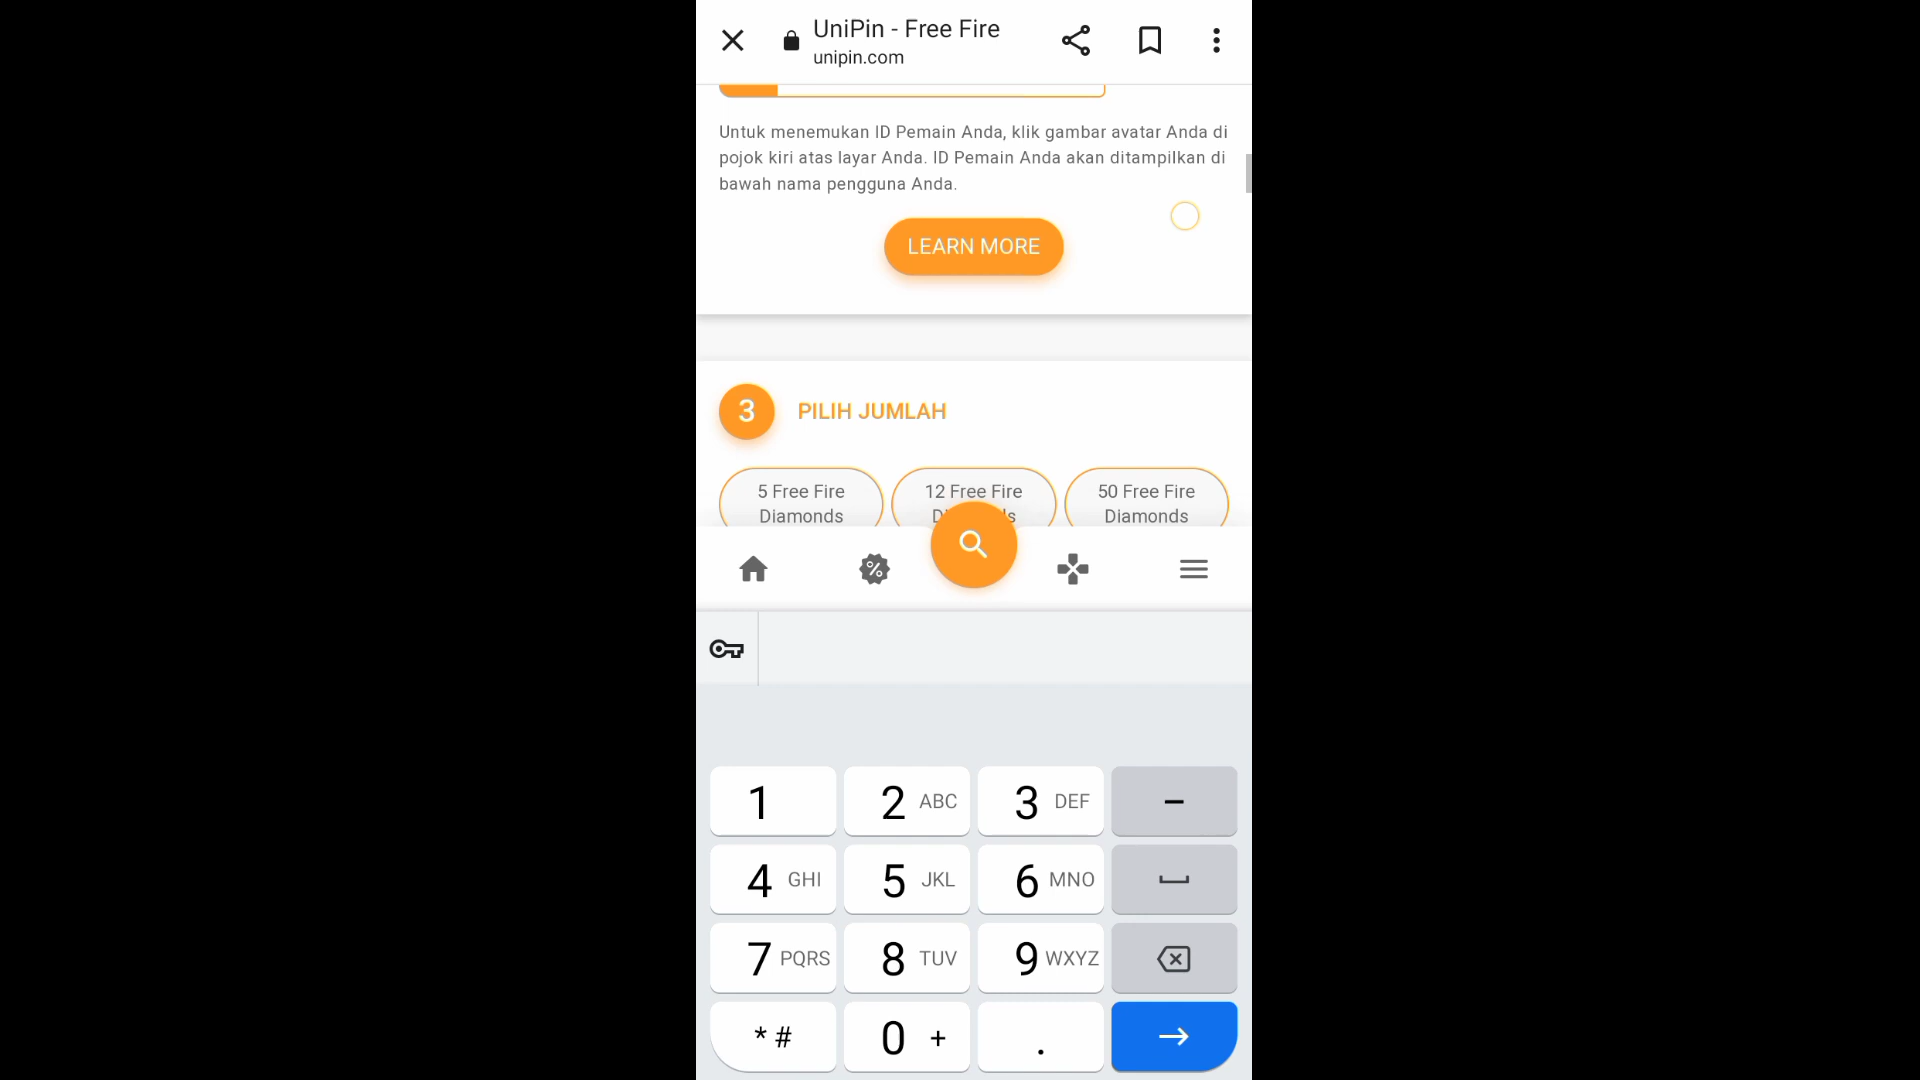 UniPin - Free Fire
unipin.com
Untuk menemukan ID Pemain Anda, klik gambar avatar Anda di
pojok kiri atas layar Anda. ID Pemain Anda akan ditampilkan di
bawah nama pengguna Anda.
LEARN MORE
3 PILIH JUMLAH
5 Free Fire
Diamonds
12 Free Fire
50 Free Fire
Diamonds
1 2 ABC 3 DEF –
4 GHI 5 JKL 6 MNO
7 PQRS 8 TUV 9 WXYZ
* # 0 + .